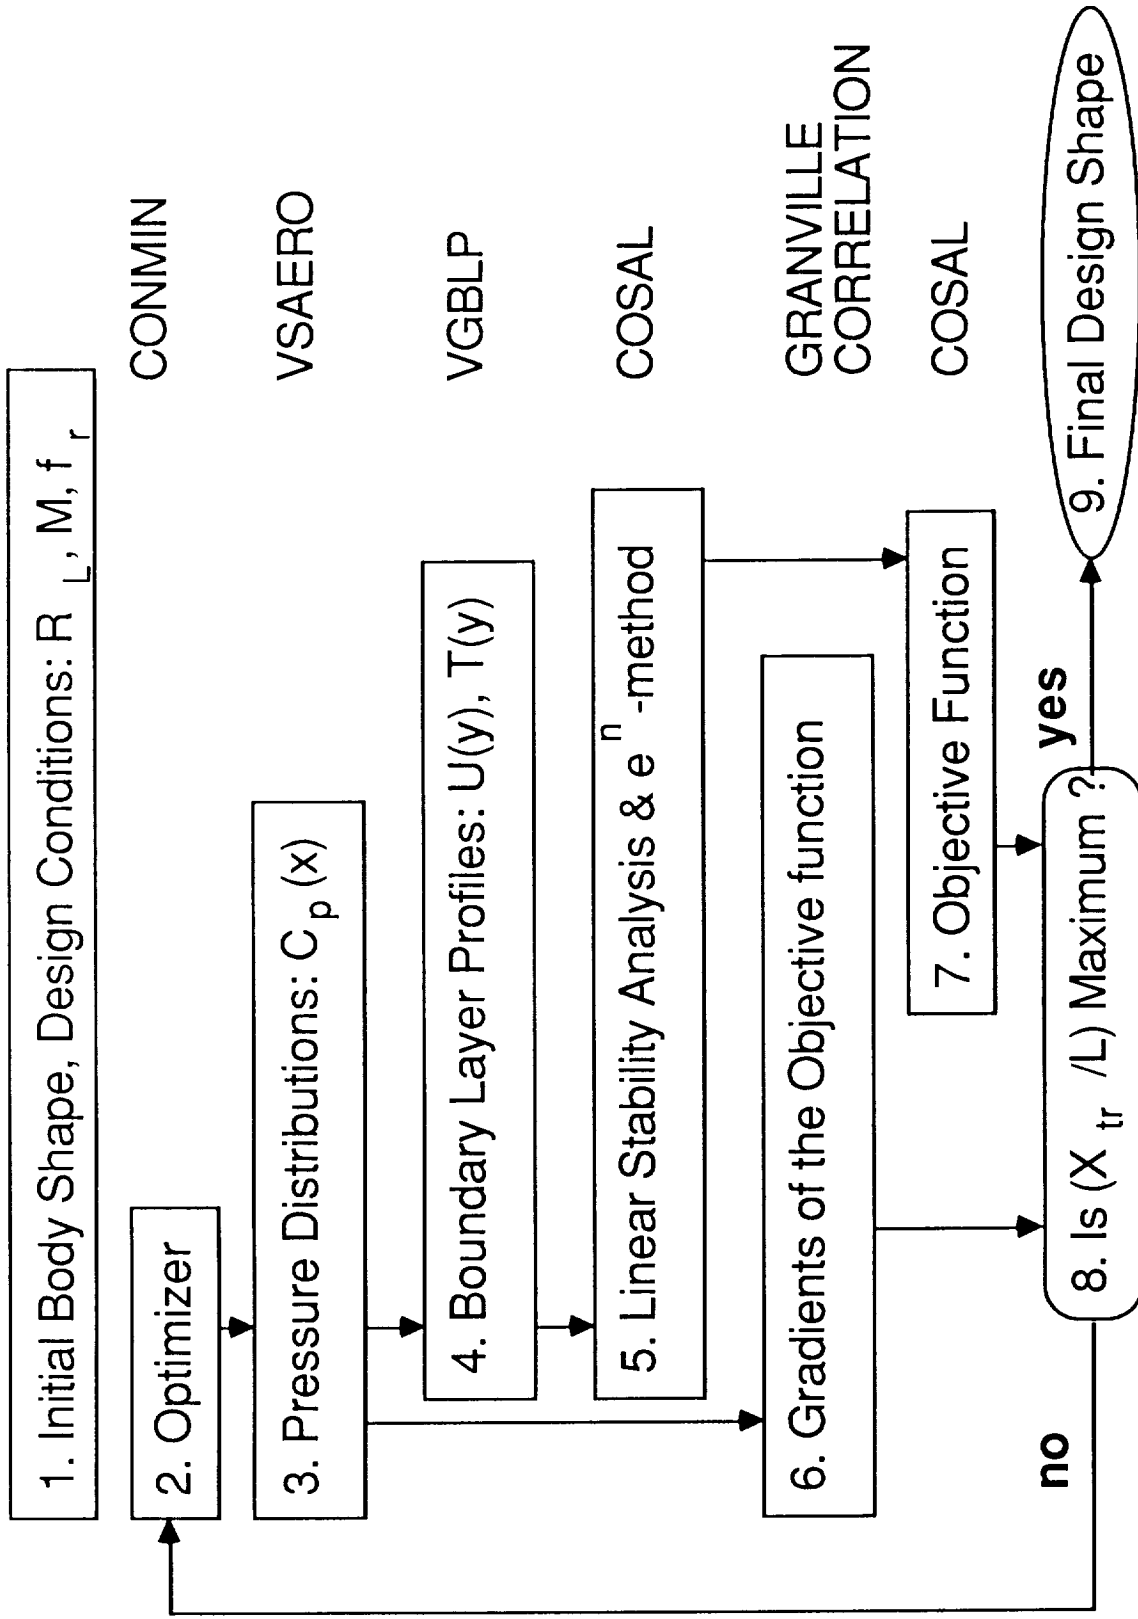 1. Initial Body Shape, Design Conditions: R L, M, f r
2. Optimizer
CONMIN
3. Pressure Distributions: C p (x)
VSAERO
4. Boundary Layer Profiles: U(y), T(y)
VGBLP
5. Linear Stability Analysis & e n -method
COSAL
6. Gradients of the Objective function
GRANVILLE
CORRELATION
7. Objective Function
COSAL
no
8. Is (X tr /L) Maximum ?
yes
9. Final Design Shape